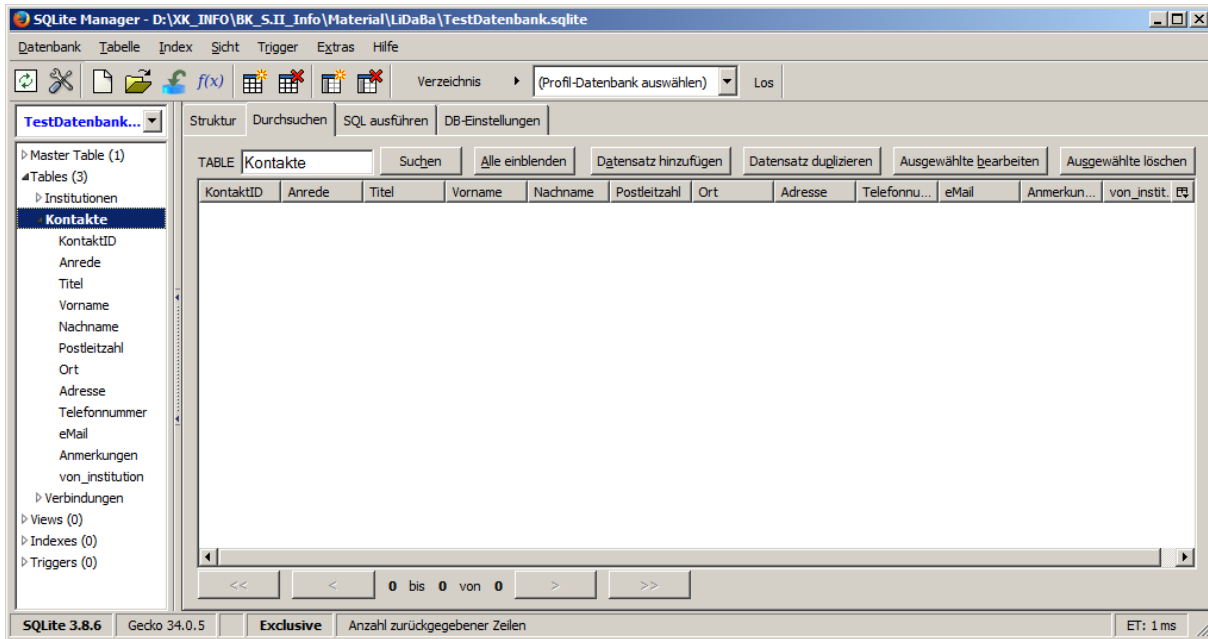 SQLite Manager - D:\XK_INFO\BK_S.II_Info\Material\LiDaBa\TestDatenbank.sqlite
Datenbank Tabelle Index Sicht Trigger Extras Hilfe
f(x) Verzeichnis (Profil-Datenbank auswählen) Los
TestDatenbank...
Master Table (1)
Tables (3)
Institutionen
Kontakte
KontaktID
Anrede
Titel
Vorname
Nachname
Postleitzahl
Ort
Adresse
Telefonnummer
eMail
Anmerkungen
von_institution
Verbindungen
Views (0)
Indexes (0)
Triggers (0)
Struktur Durchsuchen SQL ausführen DB-Einstellungen
TABLE Kontakte Suchen Alle einblenden Datensatz hinzufügen Datensatz duplizieren Ausgewählte bearbeiten Ausgewählte löschen
KontaktID Anrede Titel Vorname Nachname Postleitzahl Ort Adresse Telefonnu... eMail Anmerkun... von_instit.
<< < 0 bis 0 von 0 > >>
SQLite 3.8.6 Gecko 34.0.5 Exclusive Anzahl zurückgegebener Zeilen ET: 1 ms